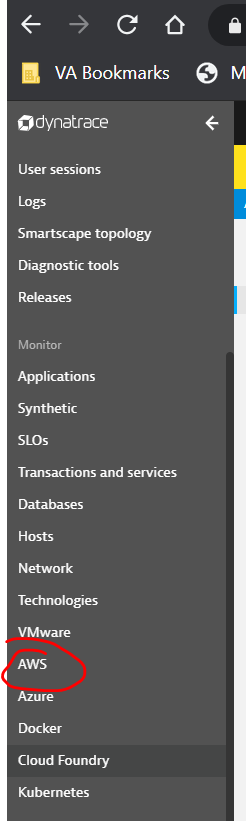 VA Bookmarks
M
dynatrace
User sessions
Logs
Smartscape topology
Diagnostic tools
Releases
Monitor
Applications
Synthetic
SLOs
Transactions and services
Databases
Hosts
Network
Technologies
VMware
AWS
Azure
Docker
Cloud Foundry
Kubernetes